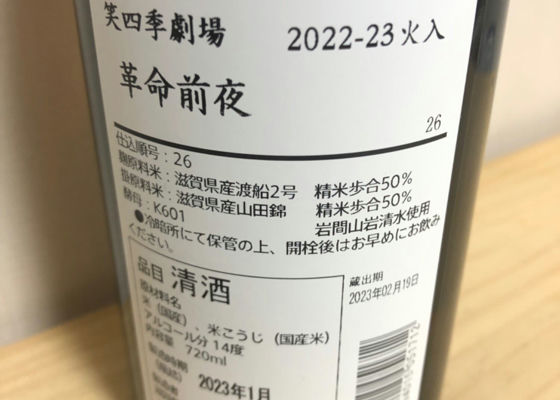 笑四季劇場 2022-23火入
革命前夜
26
仕込順号：26
麹原料米：滋賀県産渡船2号 精米歩合50%
掛原料米：滋賀県産山田錦 精米歩合50%
酵母：K601 岩間山岩清水使用
●冷暗所にて保管の上、開栓後はお早めにお飲み
ください。
品目 清酒
原材料名
米（国産）、米こうじ（国産米）
アルコール分 14度
内容量 720ml
製造時期
2023年1月
蔵出期
2023年02月19日